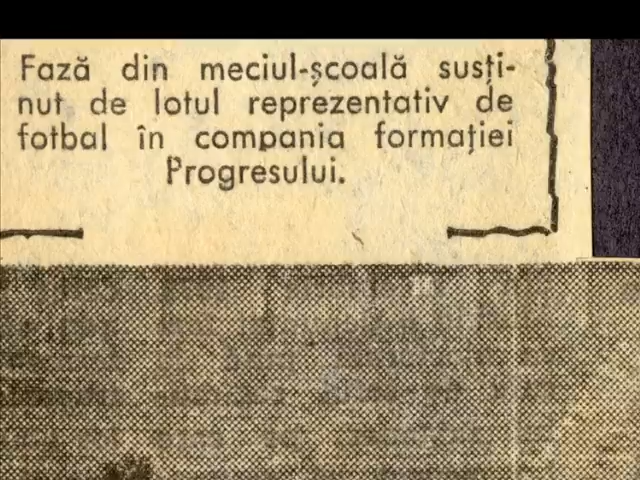 Fază din meciul-școală susți-
nut de lotul reprezentativ de
fotbal în compania formației
Progresului.